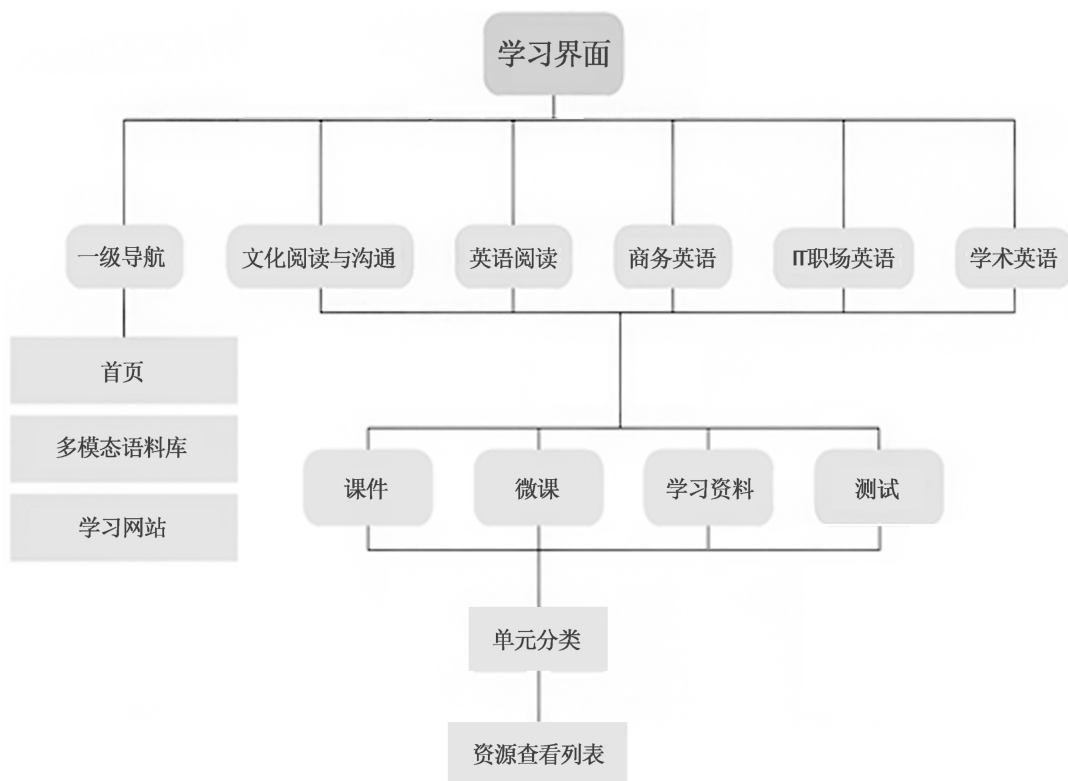 学习界面
一级导航
文化阅读与沟通
英语阅读
商务英语
IT职场英语
学术英语
首页
多模态语料库
学习网站
课件
微课
学习资料
测试
单元分类
资源查看列表